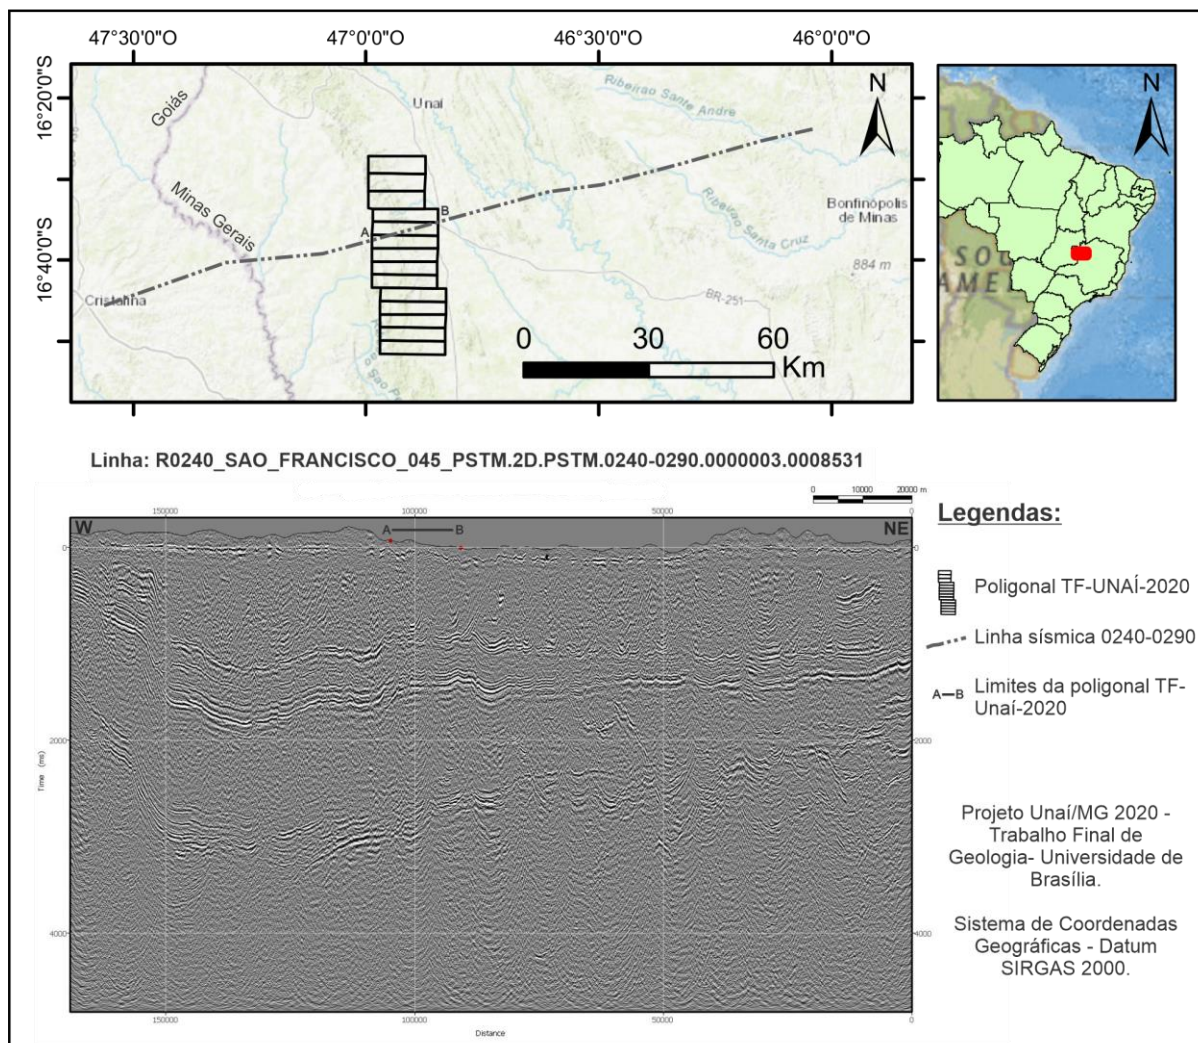 47°30'0"O
47°0'0"O
46°30'0"O
46°0'0"O
16°20'0"S
16°40'0"S
Goiás
Minas Gerais
Unaí
Ribeirao Sante Andre
Bonfinópolis
de Minas
Ribeirao Santa Cruz
884 m
BR-251
Cristalina
A
B
N
0 30 60
Km
N
Linha: R0240_SAO_FRANCISCO_045_PSTM.2D.PSTM.0240-0290.0000003.0008531
0 10000 20000 m
W
A B
NE
150000 100000 50000 0
0
2000
4000
Time (ms)
0
2000
4000
150000 100000 50000 0
Distance
Legendas:
Poligonal TF-UNAÍ-2020
Linha sísmica 0240-0290
A—B
Limites da poligonal TF-
Unaí-2020
Projeto Unaí/MG 2020 -
Trabalho Final de
Geologia- Universidade de
Brasília.
Sistema de Coordenadas
Geográficas - Datum
SIRGAS 2000.